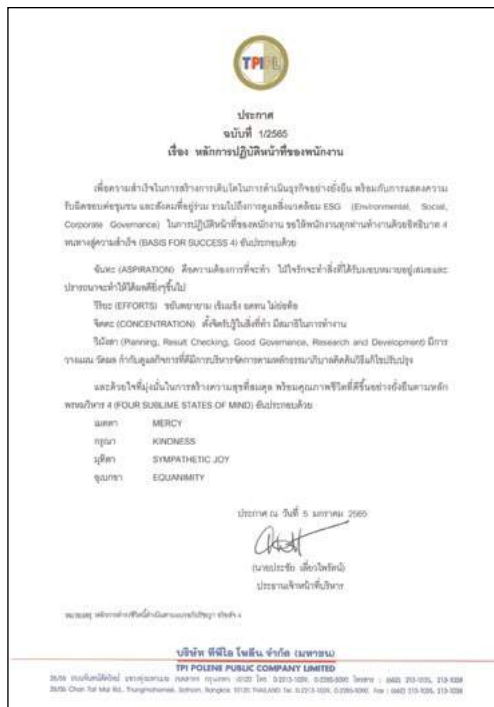 TPIPL
ประกาศ
ฉบับที่ 1/2565
เรื่อง หลักการปฏิบัติหน้าที่ของพนักงาน
เพื่อความสำเร็จในการสร้างการเติบโตในการดำเนินธุรกิจอย่างยั่งยืน พร้อมกับการแสดงความ
รับผิดชอบต่อชุมชน และสังคมที่อยู่ร่วม รวมไปถึงการดูแลสิ่งแวดล้อม ESG (Environmental, Social,
Corporate Governance) ในการปฏิบัติหน้าที่ของพนักงาน ขอให้พนักงานทุกท่านทำงานด้วยอิทธิบาท 4
หนทางสู่ความสำเร็จ (BASIS FOR SUCCESS 4) อันประกอบด้วย
ฉันทะ (ASPIRATION) คือความต้องการที่จะทำ ใส่ใจรักจะทำสิ่งที่ได้รับมอบหมายอยู่เสมอและ
ปรารถนาจะทำให้ได้ผลดียิ่งๆขึ้นไป
วิริยะ (EFFORTS) ขยันพยายาม เข้มแข็ง อดทน ไม่ย่อท้อ
จิตตะ (CONCENTRATION) ตั้งจิตรับรู้ในสิ่งที่ทำ มีสมาธิในการทำงาน
วิมังสา (Planning, Result Checking, Good Governance, Research and Development) มีการ
วางแผน วัดผล กำกับดูแลกิจการที่ดีมีการบริหารจัดการตามหลักธรรมาภิบาลคิดค้นวิธีแก้ไขปรับปรุง
และด้วยใจที่มุ่งมั่นในการสร้างความสุขที่สมดุล พร้อมคุณภาพชีวิตที่ดีขึ้นอย่างยั่งยืนตามหลัก
พรหมวิหาร 4 (FOUR SUBLIME STATES OF MIND) อันประกอบด้วย
เมตตา MERCY
กรุณา KINDNESS
มุทิตา SYMPATHETIC JOY
อุเบกขา EQUANIMITY
ประกาศ ณ วันที่ 5 มกราคม 2565
(นายประชัย เลี่ยวไพรัตน์)
ประธานเจ้าหน้าที่บริหาร
บริษัท ทีพีไอ โพลีน จำกัด (มหาชน)
TPI POLENE PUBLIC COMPANY LIMITED